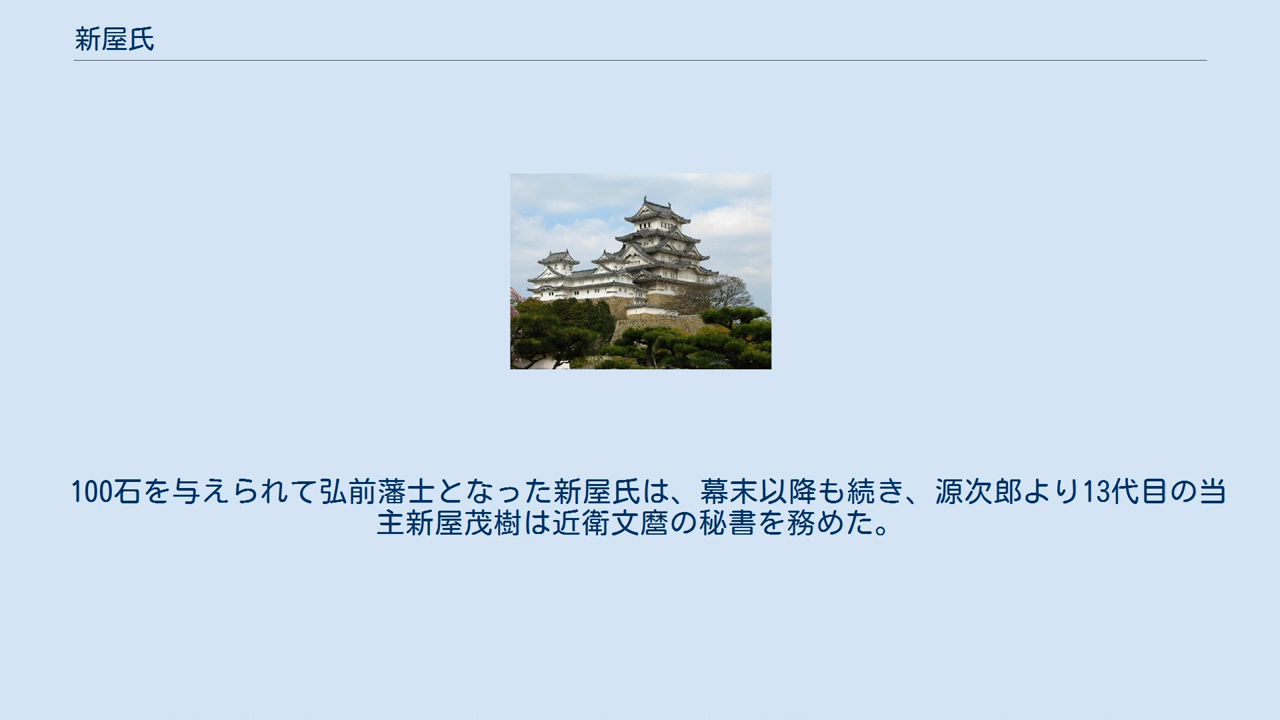 新屋氏
100石を与えられて弘前藩士となった新屋氏は、幕末以降も続き、源次郎より13代目の当
主新屋茂樹は近衛文麿の秘書を務めた。